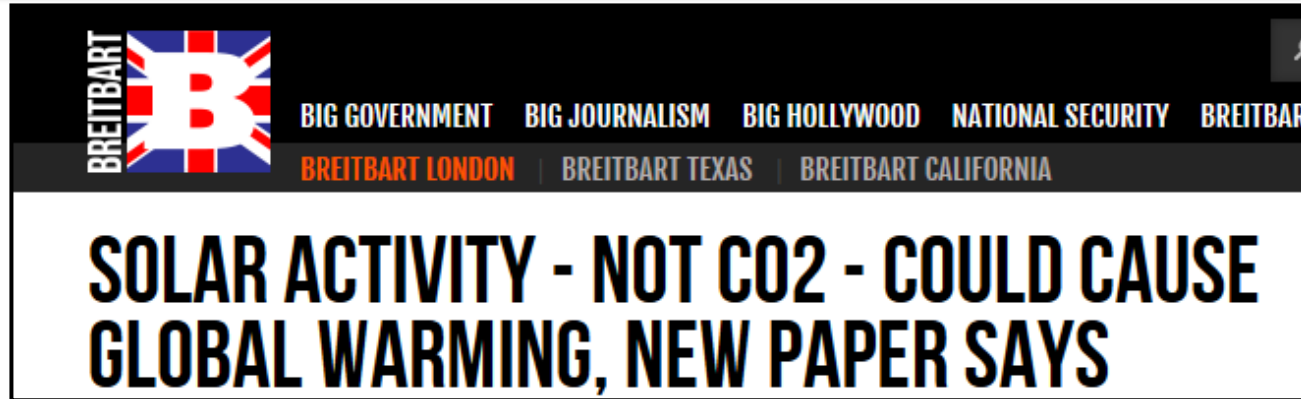 BREITBART
B
BIG GOVERNMENT BIG JOURNALISM BIG HOLLYWOOD NATIONAL SECURITY
BREITBART LONDON | BREITBART TEXAS | BREITBART CALIFORNIA
SOLAR ACTIVITY - NOT CO2 - COULD CAUSE
GLOBAL WARMING, NEW PAPER SAYS